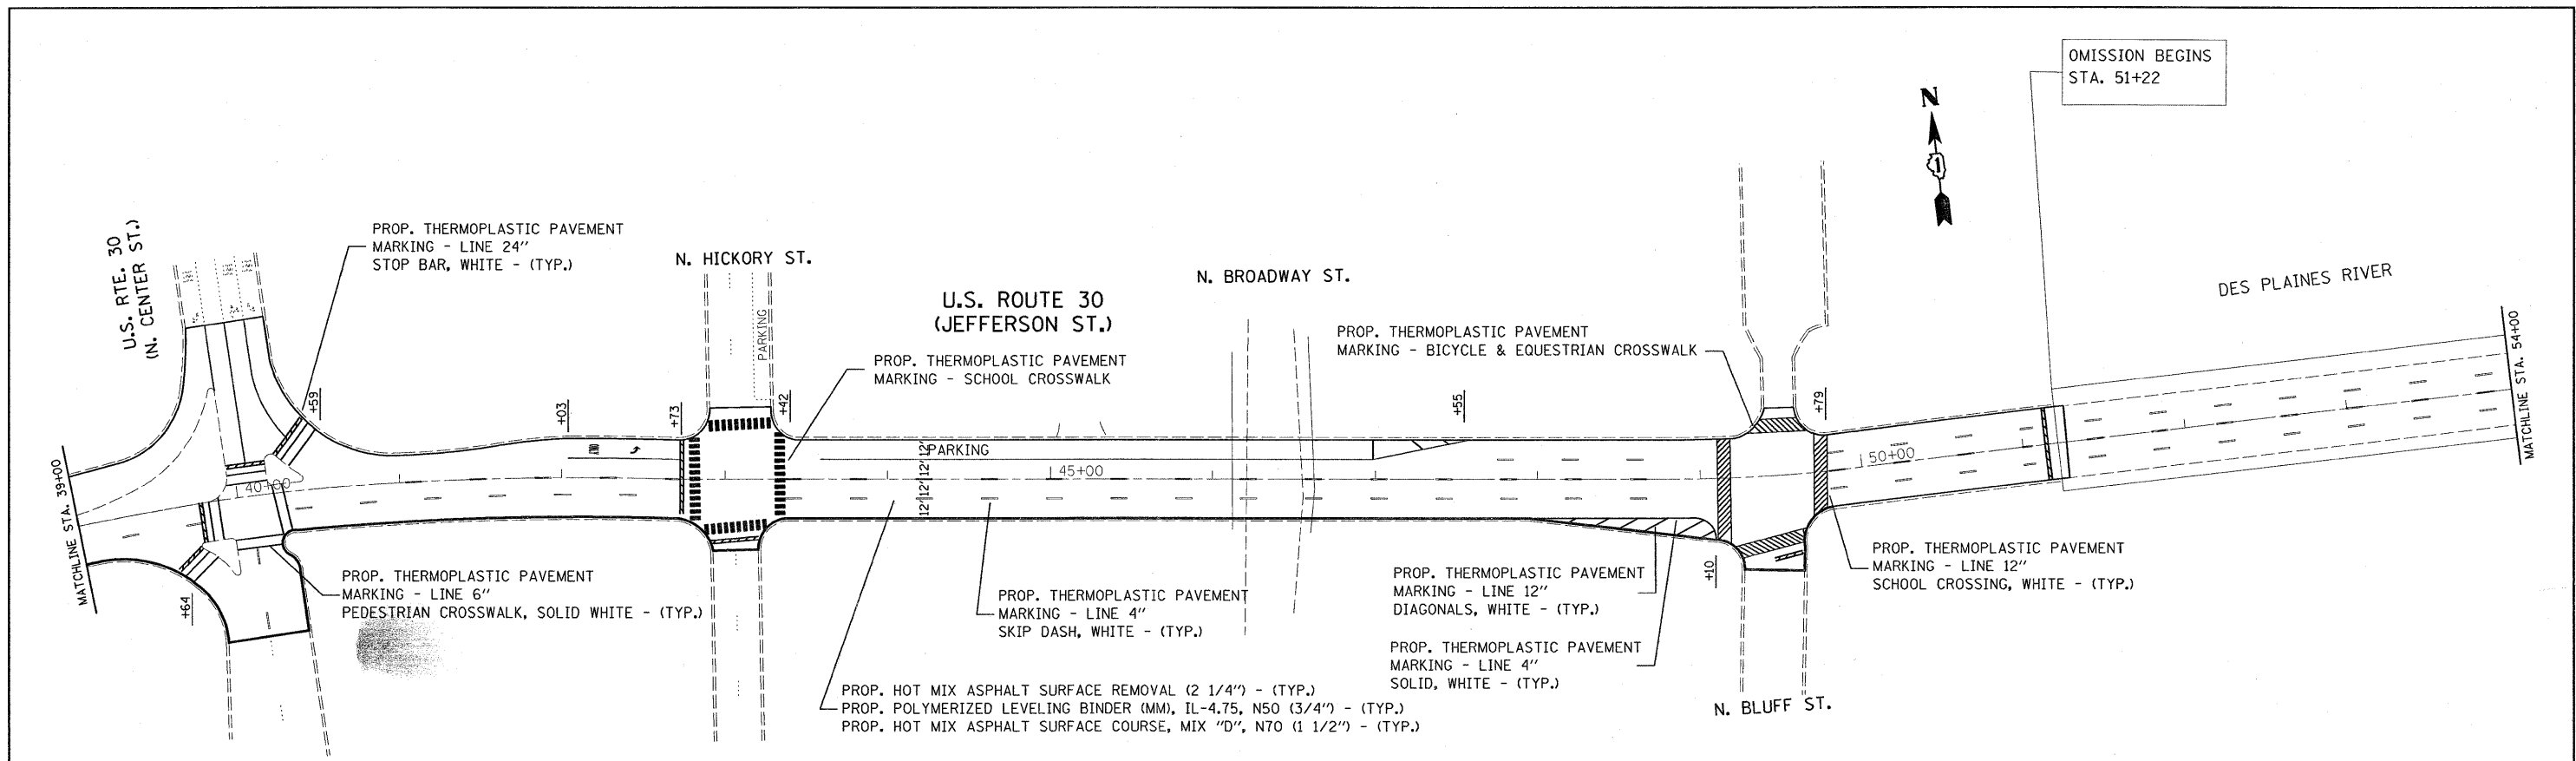 OMISSION BEGINS
STA. 51+22
N
1
PROP. THERMOPLASTIC PAVEMENT
MARKING - LINE 24"
STOP BAR, WHITE - (TYP.)
U.S. RTE. 30
(N. CENTER ST.)
N. HICKORY ST.
PARKING
U.S. ROUTE 30
(JEFFERSON ST.)
N. BROADWAY ST.
DES PLAINES RIVER
PROP. THERMOPLASTIC PAVEMENT
MARKING - SCHOOL CROSSWALK
PROP. THERMOPLASTIC PAVEMENT
MARKING - BICYCLE & EQUESTRIAN CROSSWALK
MATCHLINE STA. 54+00
+59
+03
+73
+42
+55
+79
MATCHLINE STA. 39+00
40+00
12' 12' 12' 12' 12'
PARKING
45+00
50+00
+64
+10
PROP. THERMOPLASTIC PAVEMENT
MARKING - LINE 6"
PEDESTRIAN CROSSWALK, SOLID WHITE - (TYP.)
PROP. THERMOPLASTIC PAVEMENT
MARKING - LINE 4"
SKIP DASH, WHITE - (TYP.)
PROP. THERMOPLASTIC PAVEMENT
MARKING - LINE 12"
DIAGONALS, WHITE - (TYP.)
PROP. THERMOPLASTIC PAVEMENT
MARKING - LINE 12"
SCHOOL CROSSING, WHITE - (TYP.)
PROP. THERMOPLASTIC PAVEMENT
MARKING - LINE 4"
SOLID, WHITE - (TYP.)
PROP. HOT MIX ASPHALT SURFACE REMOVAL (2 1/4") - (TYP.)
PROP. POLYMERIZED LEVELING BINDER (MM), IL-4.75, N50 (3/4") - (TYP.)
PROP. HOT MIX ASPHALT SURFACE COURSE, MIX "D", N70 (1 1/2") - (TYP.)
N. BLUFF ST.